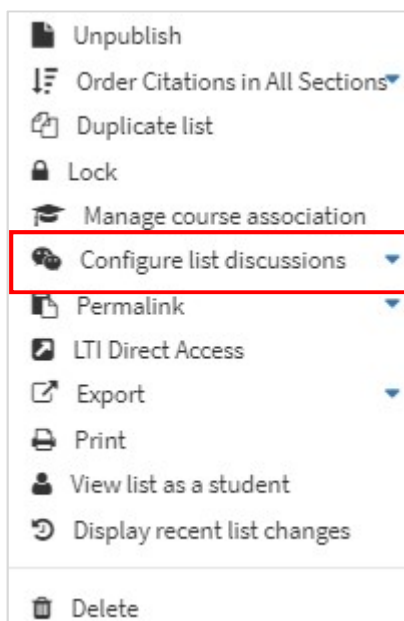 Unpublish
Order Citations in All Sections
Duplicate list
Lock
Manage course association
Configure list discussions
Permalink
LTI Direct Access
Export
Print
View list as a student
Display recent list changes
Delete